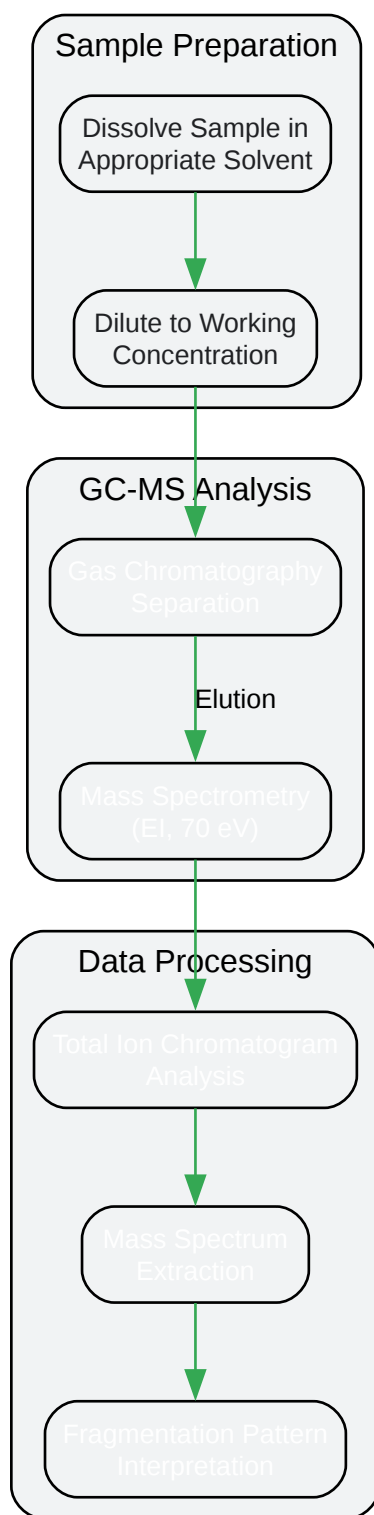 Sample Preparation
Dissolve Sample in
Appropriate Solvent
Dilute to Working
Concentration
GC-MS Analysis
Gas Chromatography
Separation
Elution
Mass Spectrometry
(EI, 70 eV)
Data Processing
Total Ion Chromatogram
Analysis
Mass Spectrum
Extraction
Fragmentation Pattern
Interpretation